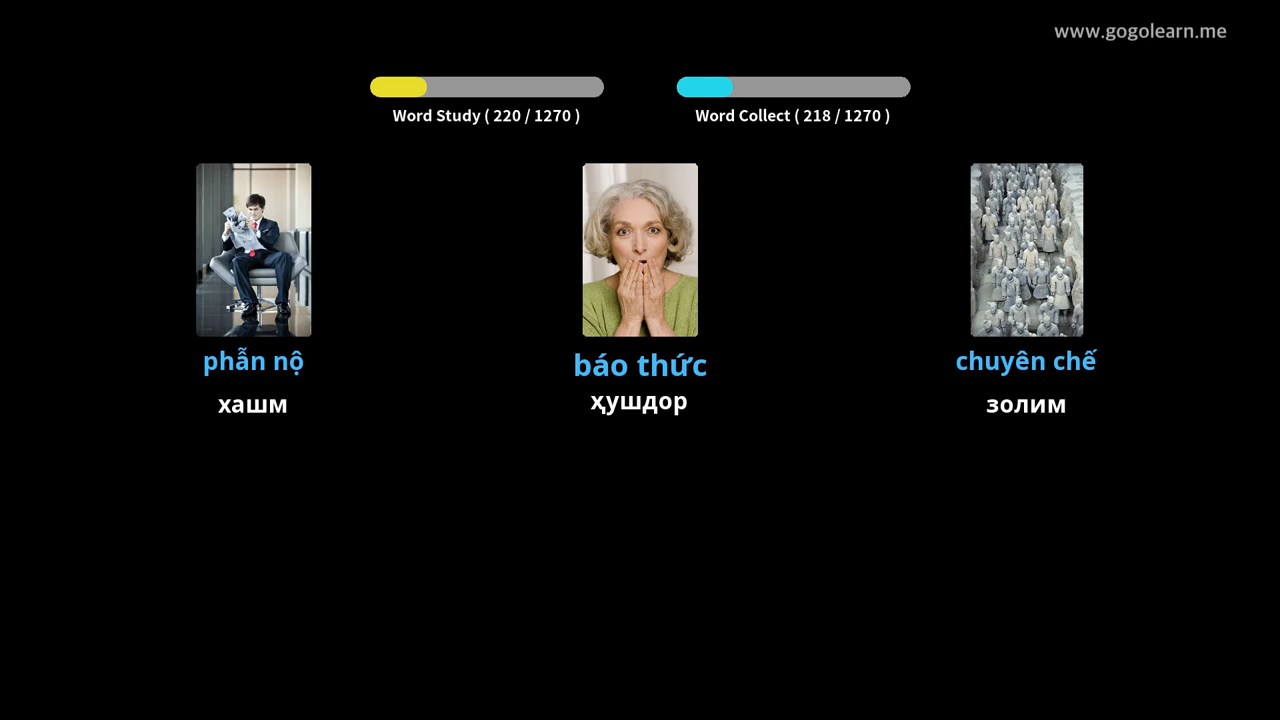 www.gogolearn.me
Word Study ( 220 / 1270 )
Word Collect ( 218 / 1270 )
phẫn nộ
báo thức
chuyên chế
хашм
ҳушдор
золим